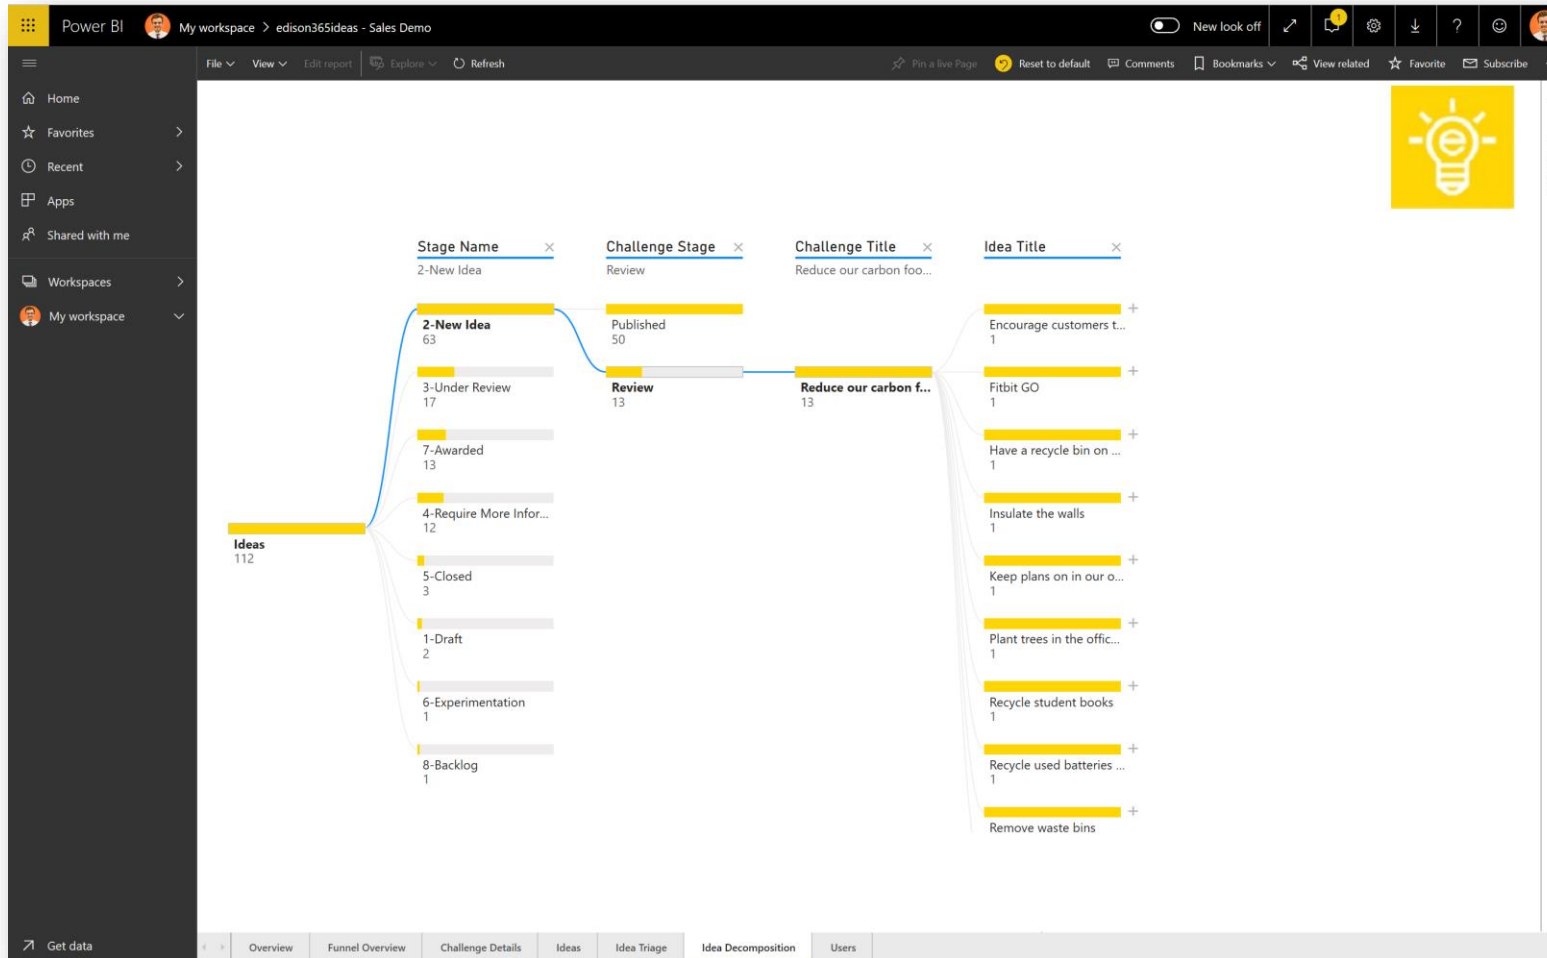 Power BI
My workspace > edison365ideas - Sales Demo
New look off
1
?
File
View
Edit report
Explore
Refresh
Pin a live Page
Reset to default
Comments
Bookmarks
View related
Favorite
Subscribe
Home
Favorites
Recent
Apps
Shared with me
Workspaces
My workspace
Get data
e
Stage Name
2-New Idea
Challenge Stage
Review
Challenge Title
Reduce our carbon foo...
Idea Title
Ideas
112
2-New Idea
63
3-Under Review
17
7-Awarded
13
4-Require More Infor...
12
5-Closed
3
1-Draft
2
6-Experimentation
1
8-Backlog
1
Published
50
Review
13
Reduce our carbon f...
13
Encourage customers t...
1
Fitbit GO
1
Have a recycle bin on ...
1
Insulate the walls
1
Keep plans on in our o...
1
Plant trees in the offic...
1
Recycle student books
1
Recycle used batteries ...
1
Remove waste bins
Overview
Funnel Overview
Challenge Details
Ideas
Idea Triage
Idea Decomposition
Users